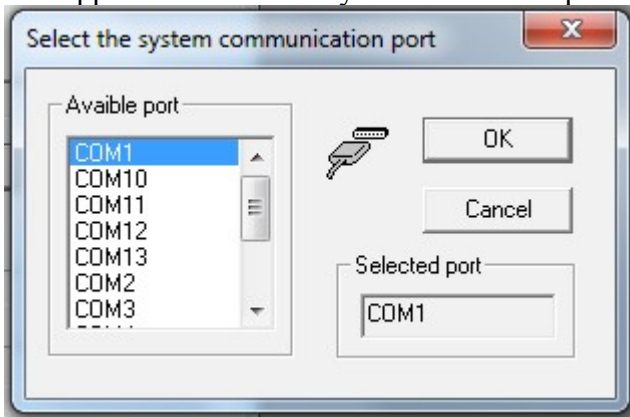 Select the system communication port
Avaible port
COM1
COM10
COM11
COM12
COM13
COM2
COM3
OK
Cancel
Selected port
COM1